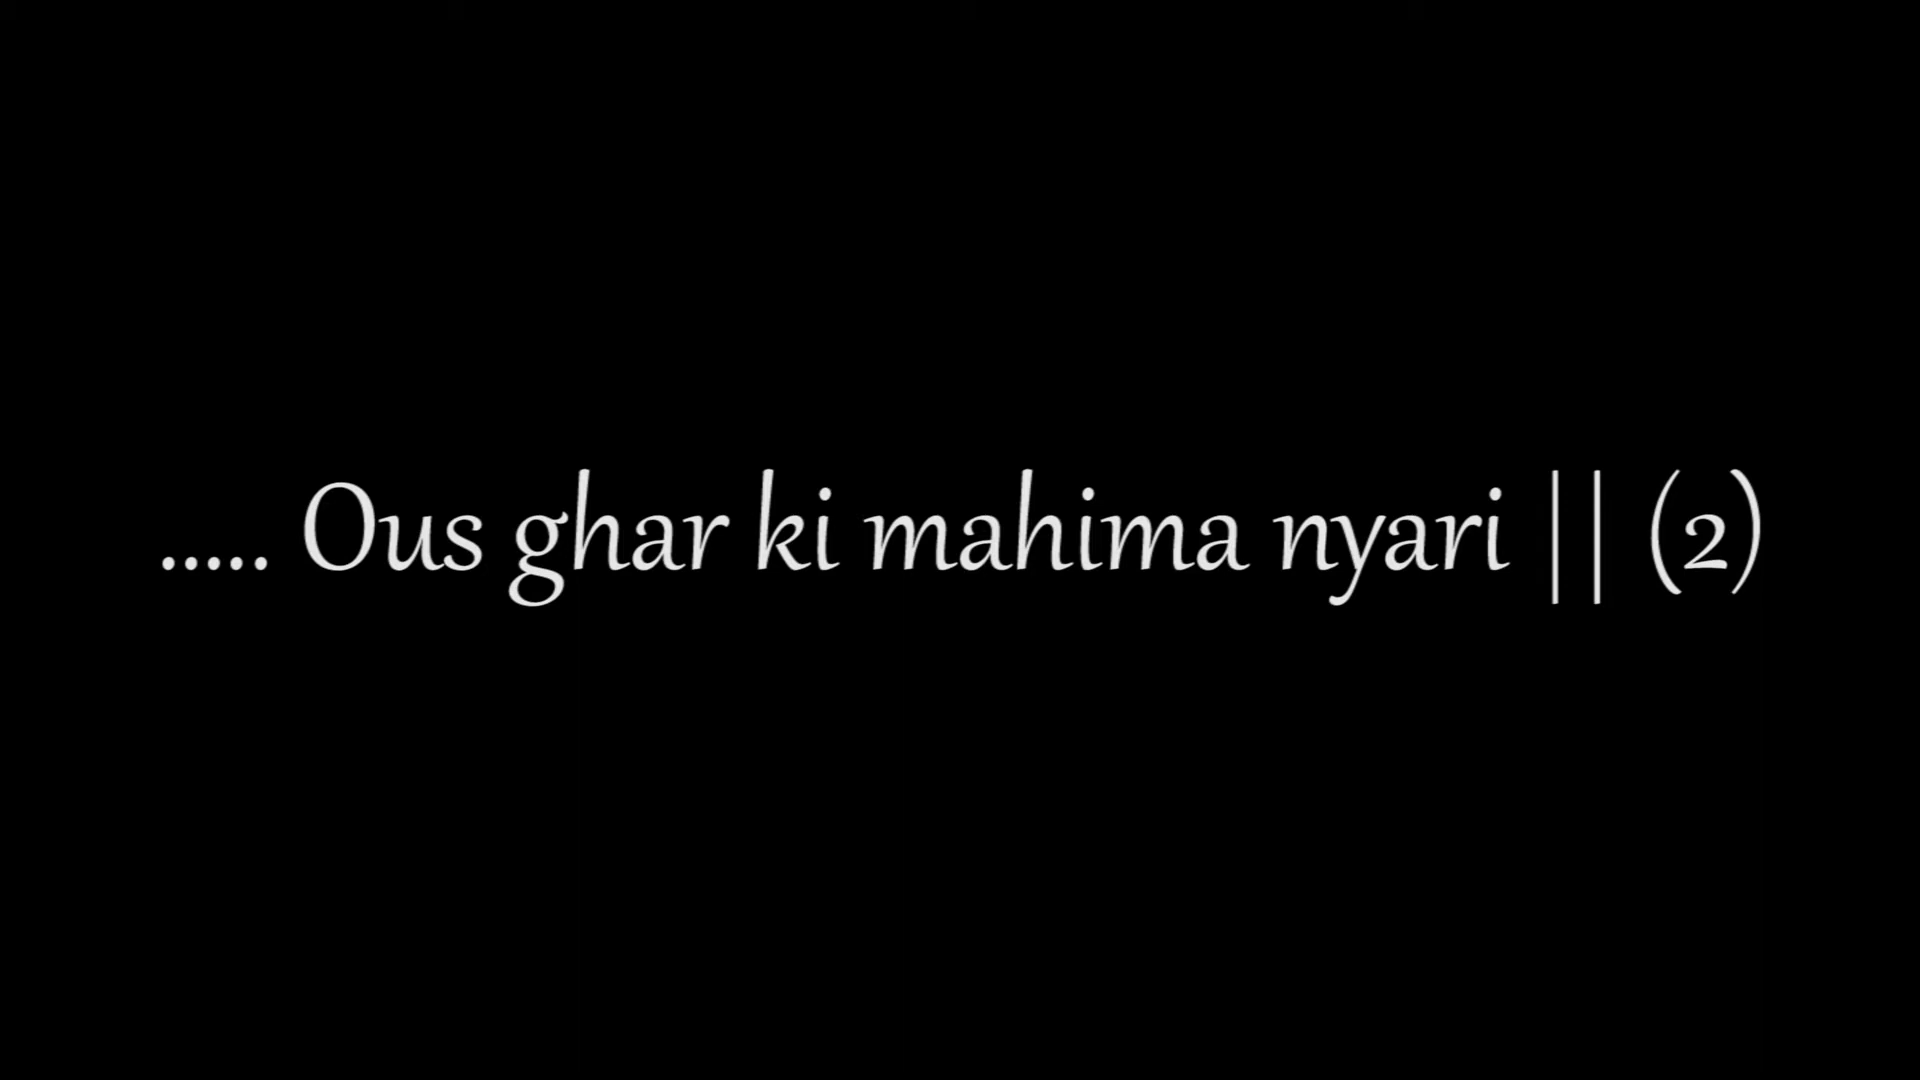 ..... Ous ghar ki mahima nyari || (2)